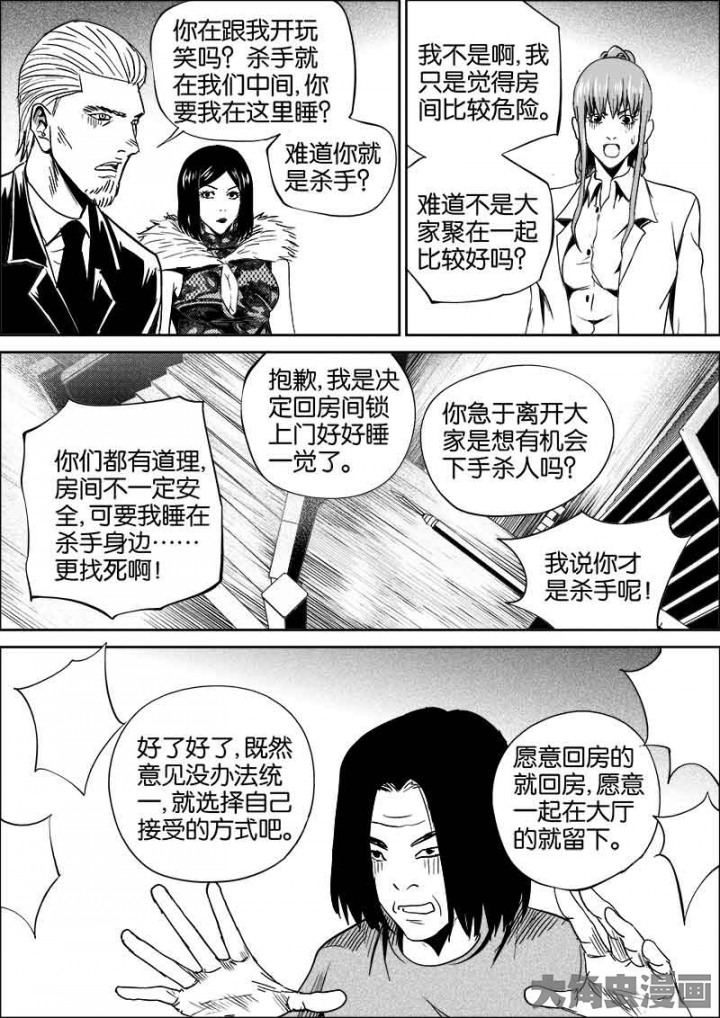 你在跟我开玩
笑吗？杀手就
在我们中间，你
要我在这里睡？
难道你就
是杀手？
我不是啊，我
只是觉得房
间比较危险。
难道不是大
家聚在一起
比较好吗？
你们都有道理，
房间不一定安
全，可要我睡在
杀手身边……
更找死啊！
抱歉，我是决
定回房间锁
上门好好睡
一觉了。
你急于离开大
家是想有机会
下手杀人吗？
我说你才
是杀手呢！
好了好了，既然
意见没办法统
一，就选择自己
接受的方式吧。
愿意回房的
就回房，愿意
一起在大厅
的就留下。
大角虫漫画